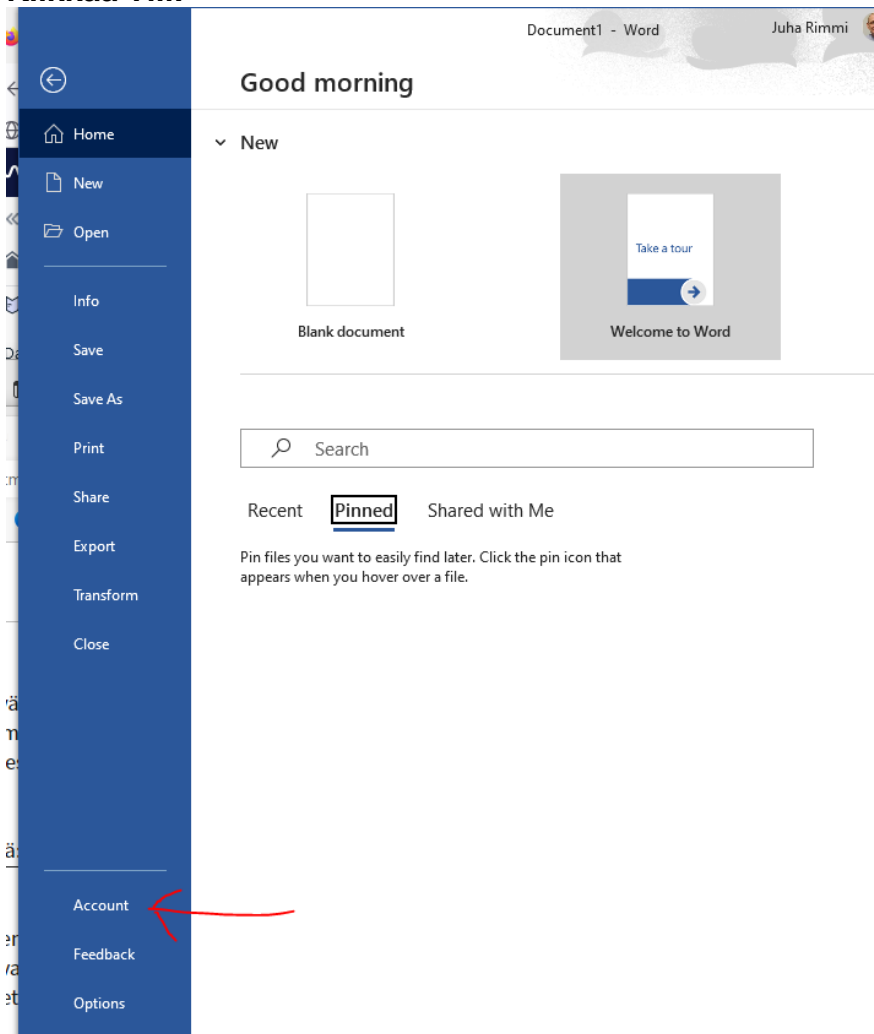 Document1 - Word
Juha Rimmi
Good morning
Home
New
Open
Info
Save
Save As
Print
Share
Export
Transform
Close
Account
Feedback
Options
New
Take a tour
Blank document
Welcome to Word
Search
Recent
Pinned
Shared with Me
Pin files you want to easily find later. Click the pin icon that
appears when you hover over a file.